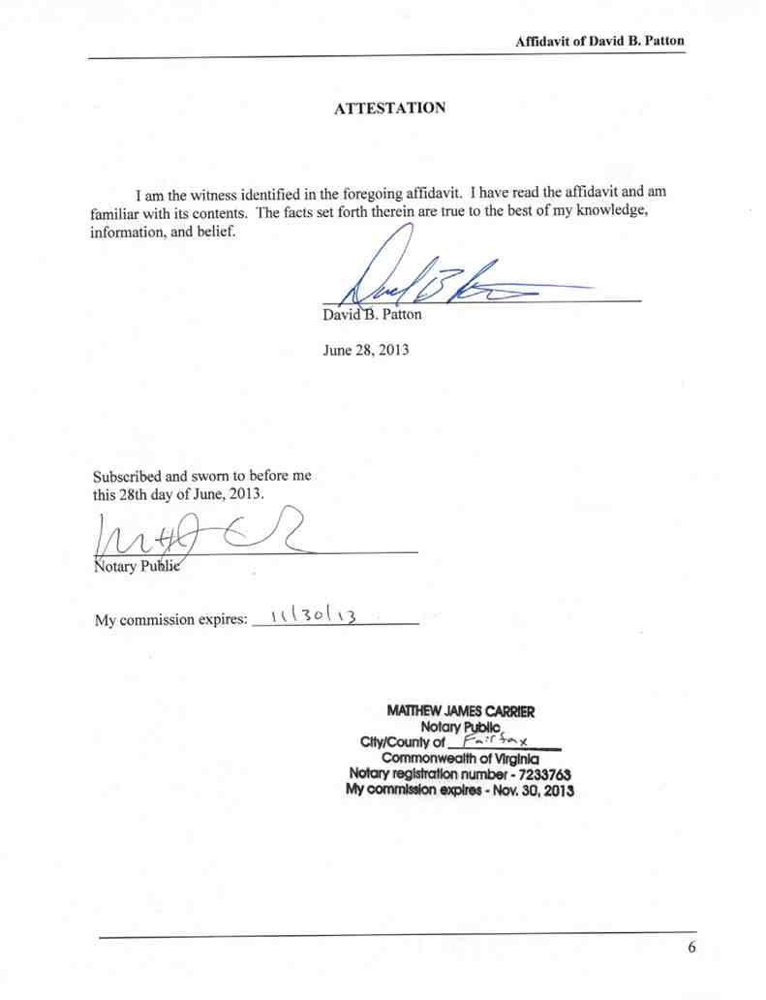 Affidavit of David B. Patton
ATTESTATION
I am the witness identified in the foregoing affidavit. I have read the affidavit and am
familiar with its contents. The facts set forth therein are true to the best of my knowledge,
information, and belief.
David B. Patton
David B. Patton
June 28, 2013
Subscribed and sworn to before me
this 28th day of June, 2013.
Notary Public
My commission expires: 11/30/13
MATTHEW JAMES CARRIER
Notary Public
City/County of Fairfax
Commonwealth of Virginia
Notary registration number - 7233763
My commission expires - Nov. 30, 2013
6